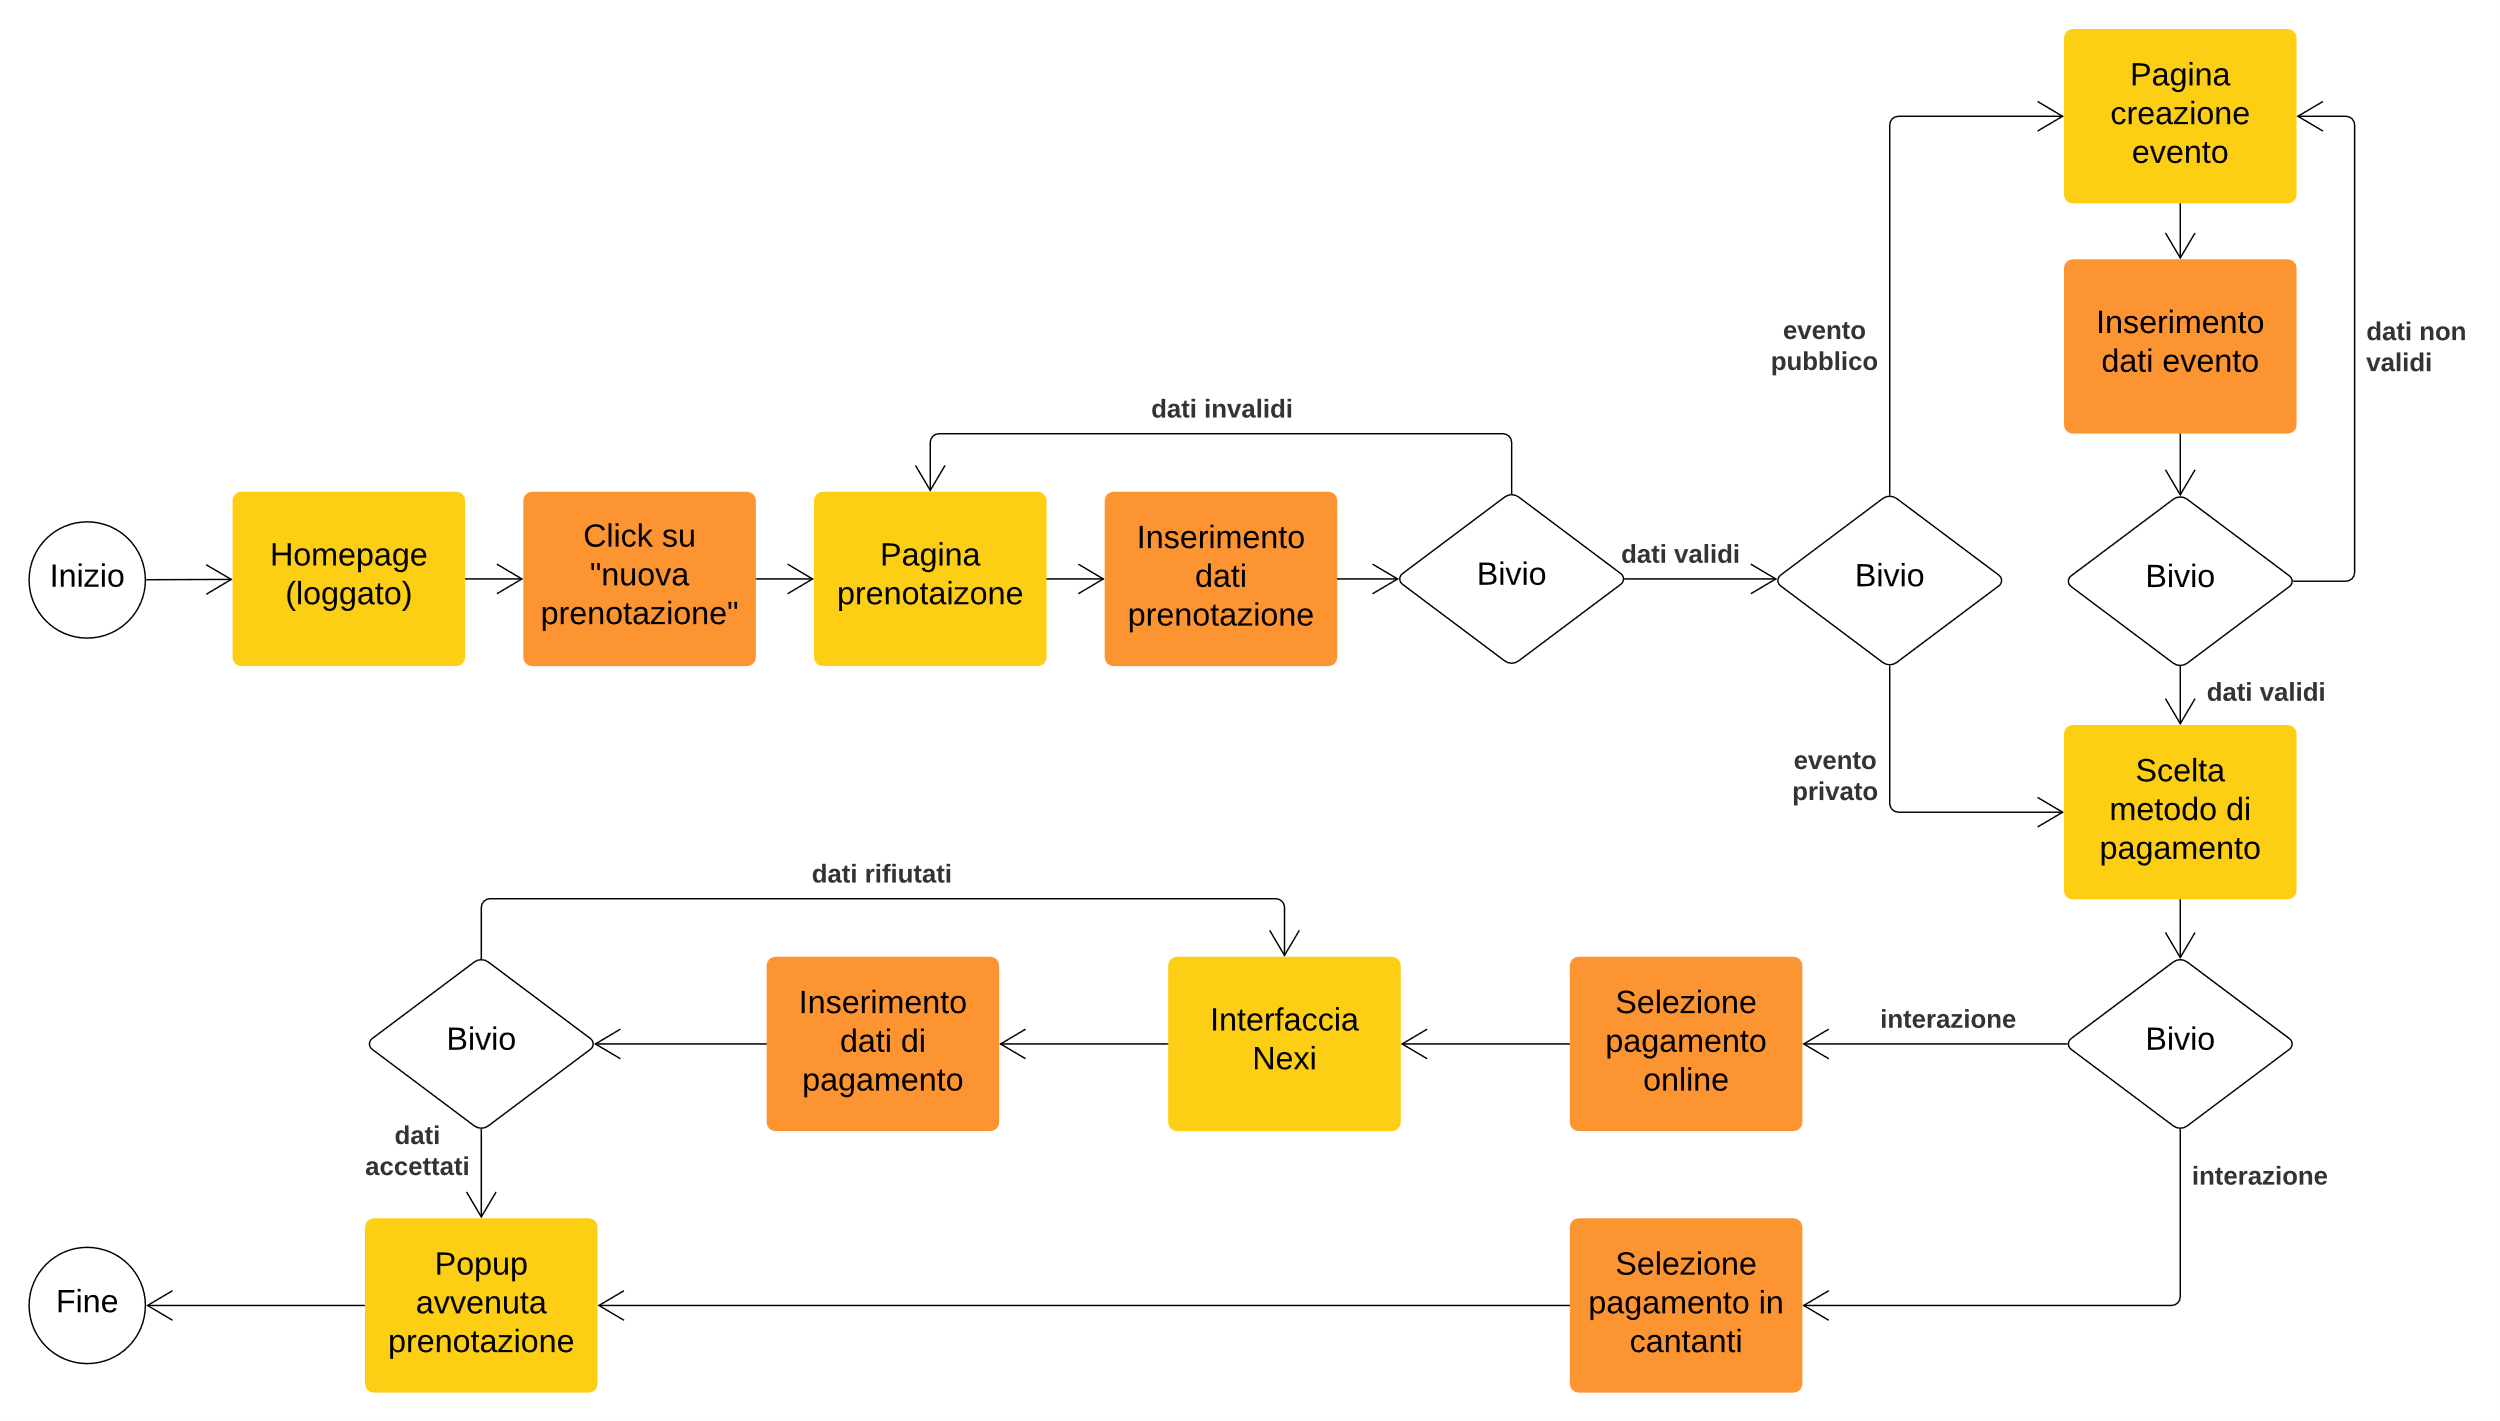 Pagina
creazione
evento
evento
pubblico
Inserimento
dati evento
dati non
validi
dati invalidi
Inizio
Homepage
(loggato)
Click su
"nuova
prenotazione"
Pagina
prenotaizone
Inserimento
dati
prenotazione
Bivio
dati validi
Bivio
Bivio
dati validi
evento
privato
Scelta
metodo di
pagamento
dati rifiutati
Bivio
Inserimento
dati di
pagamento
Interfaccia
Nexi
Selezione
pagamento
online
interazione
Bivio
dati
accettati
interazione
Fine
Popup
avvenuta
prenotazione
Selezione
pagamento in
cantanti